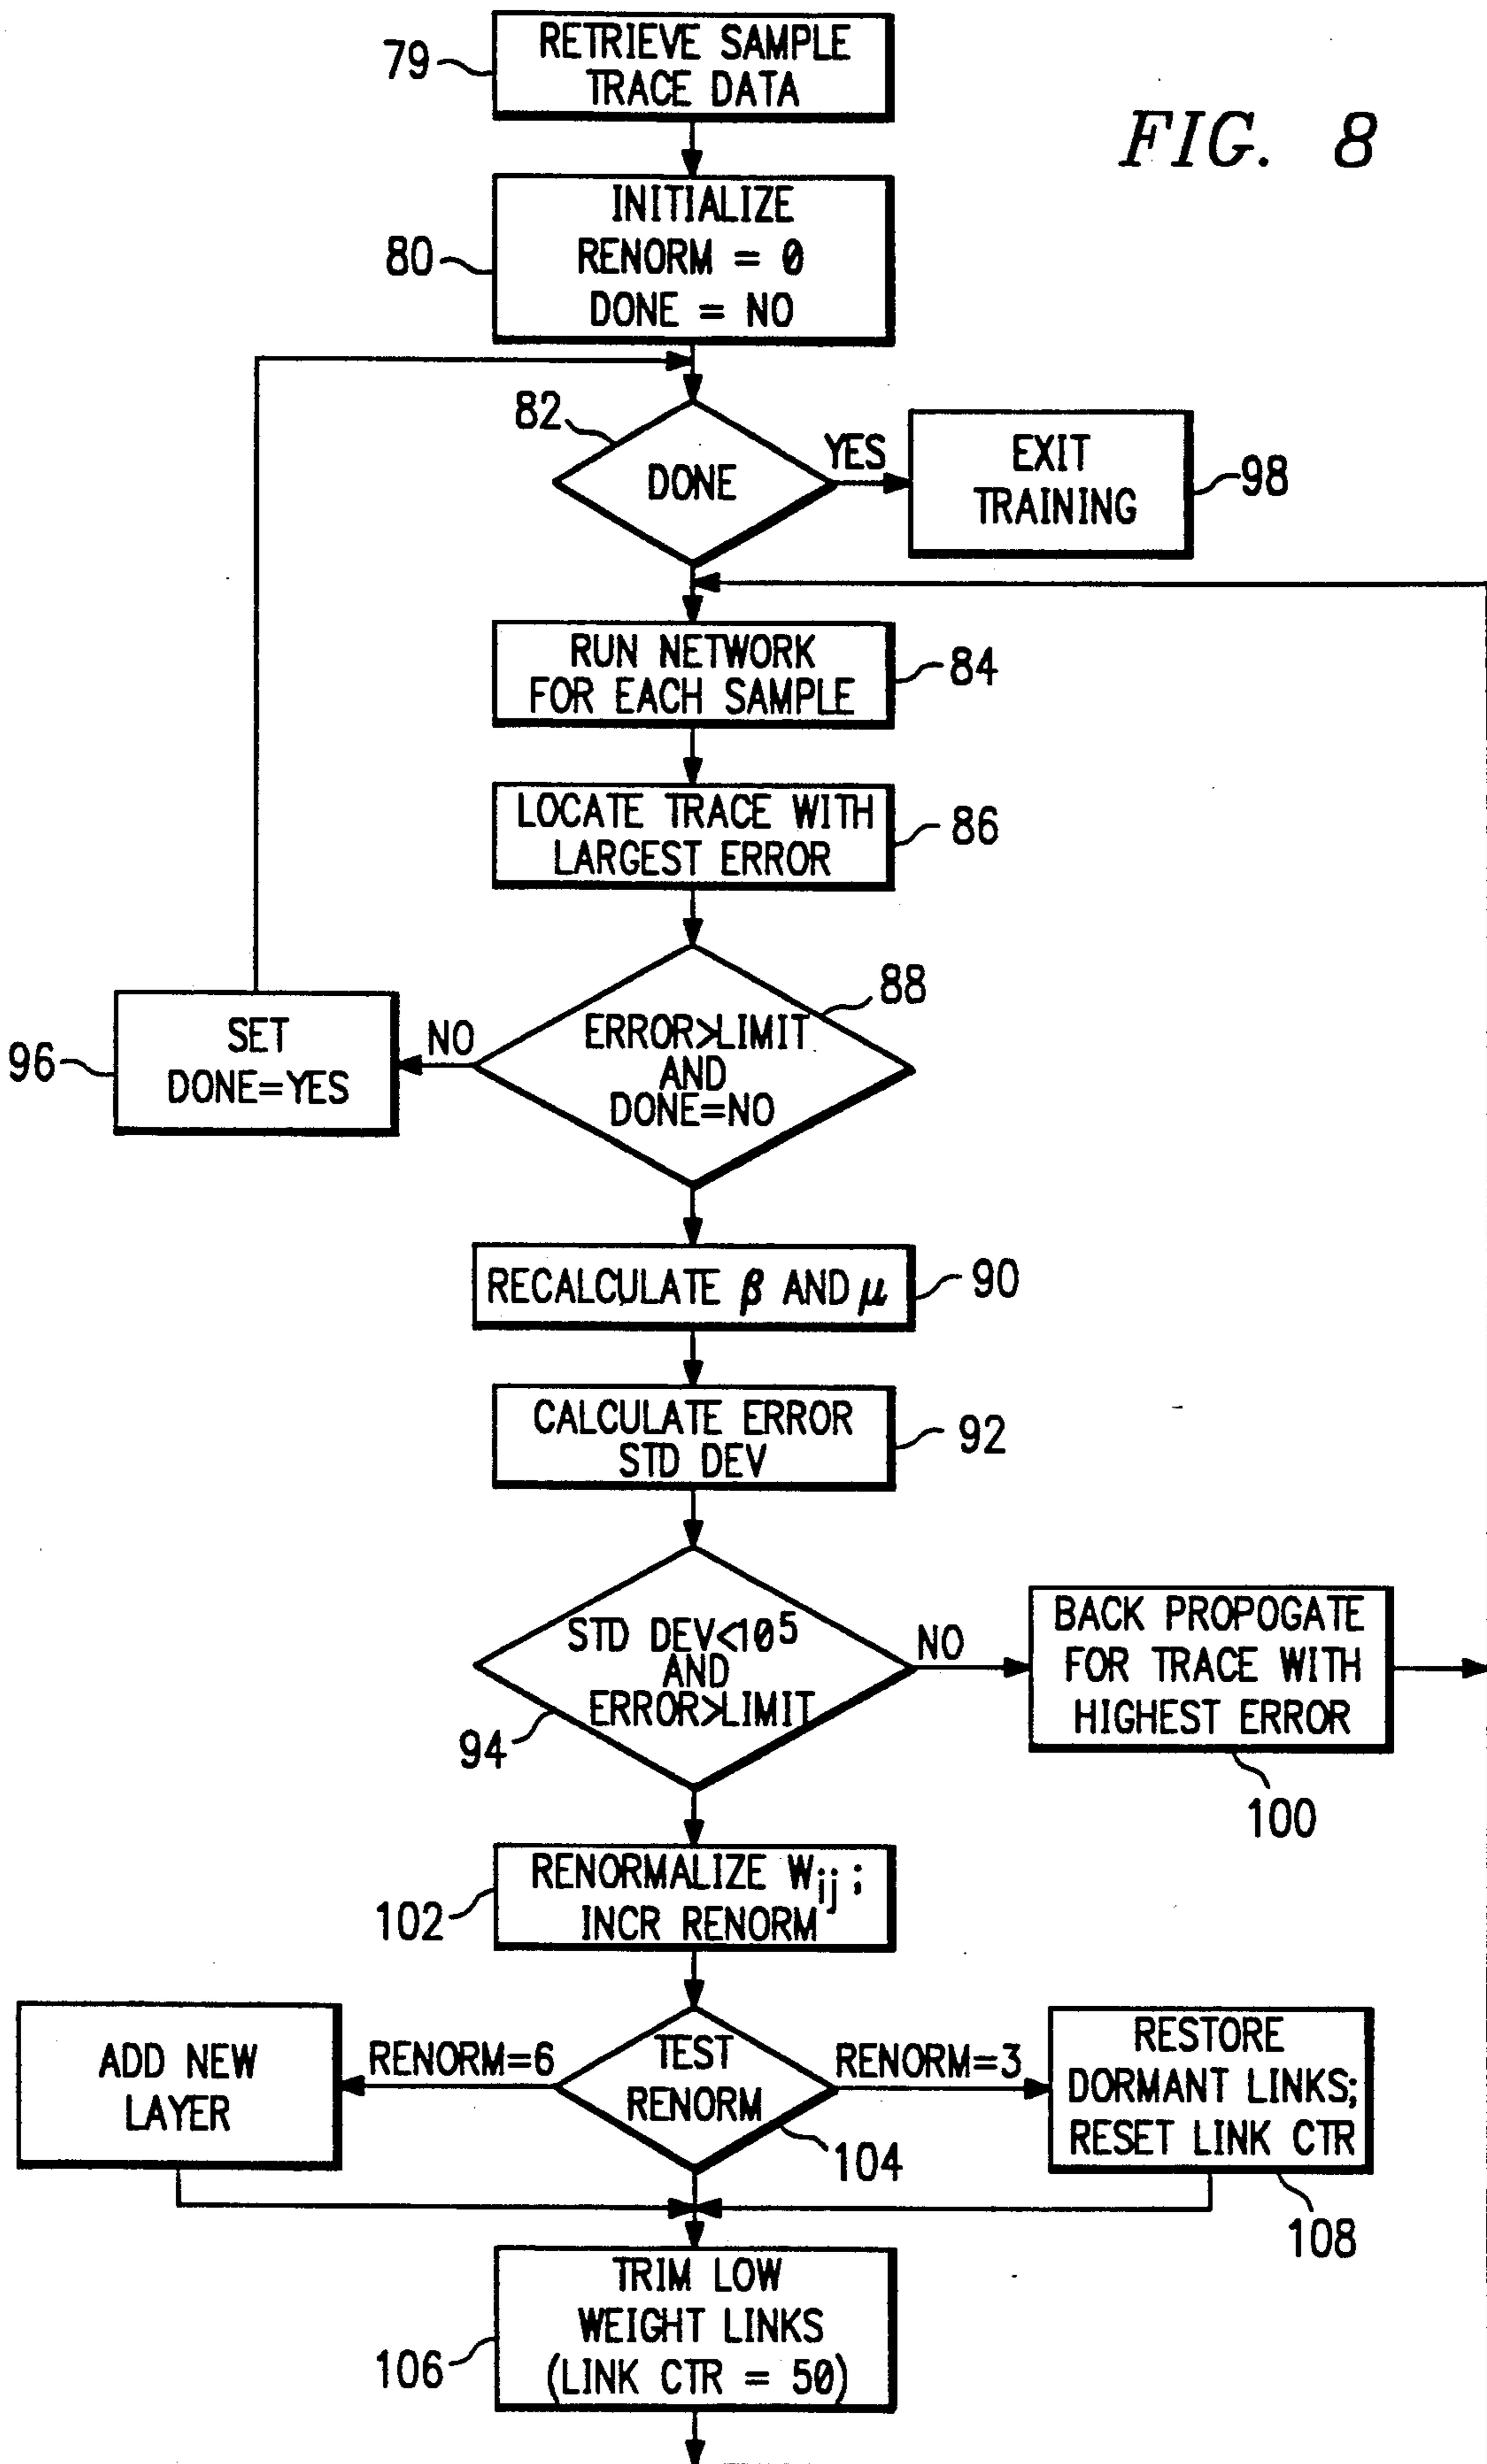 RETRIEVE SAMPLE
TRACE DATA
79
FIG. 8
INITIALIZE
RENORM = 0
DONE = NO
80
82
DONE
YES
EXIT
TRAINING
98
RUN NETWORK
FOR EACH SAMPLE
84
LOCATE TRACE WITH
LARGEST ERROR
86
88
ERROR>LIMIT
AND
DONE=NO
NO
SET
DONE=YES
96
RECALCULATE β AND μ
90
CALCULATE ERROR
STD DEV
92
STD DEV<10⁵
AND
ERROR>LIMIT
94
NO
BACK PROPOGATE
FOR TRACE WITH
HIGHEST ERROR
100
RENORMALIZE Wij;
INCR RENORM
102
ADD NEW
LAYER
RENORM=6
TEST
RENORM
104
RENORM=3
RESTORE
DORMANT LINKS;
RESET LINK CTR
108
TRIM LOW
WEIGHT LINKS
(LINK CTR = 50)
106